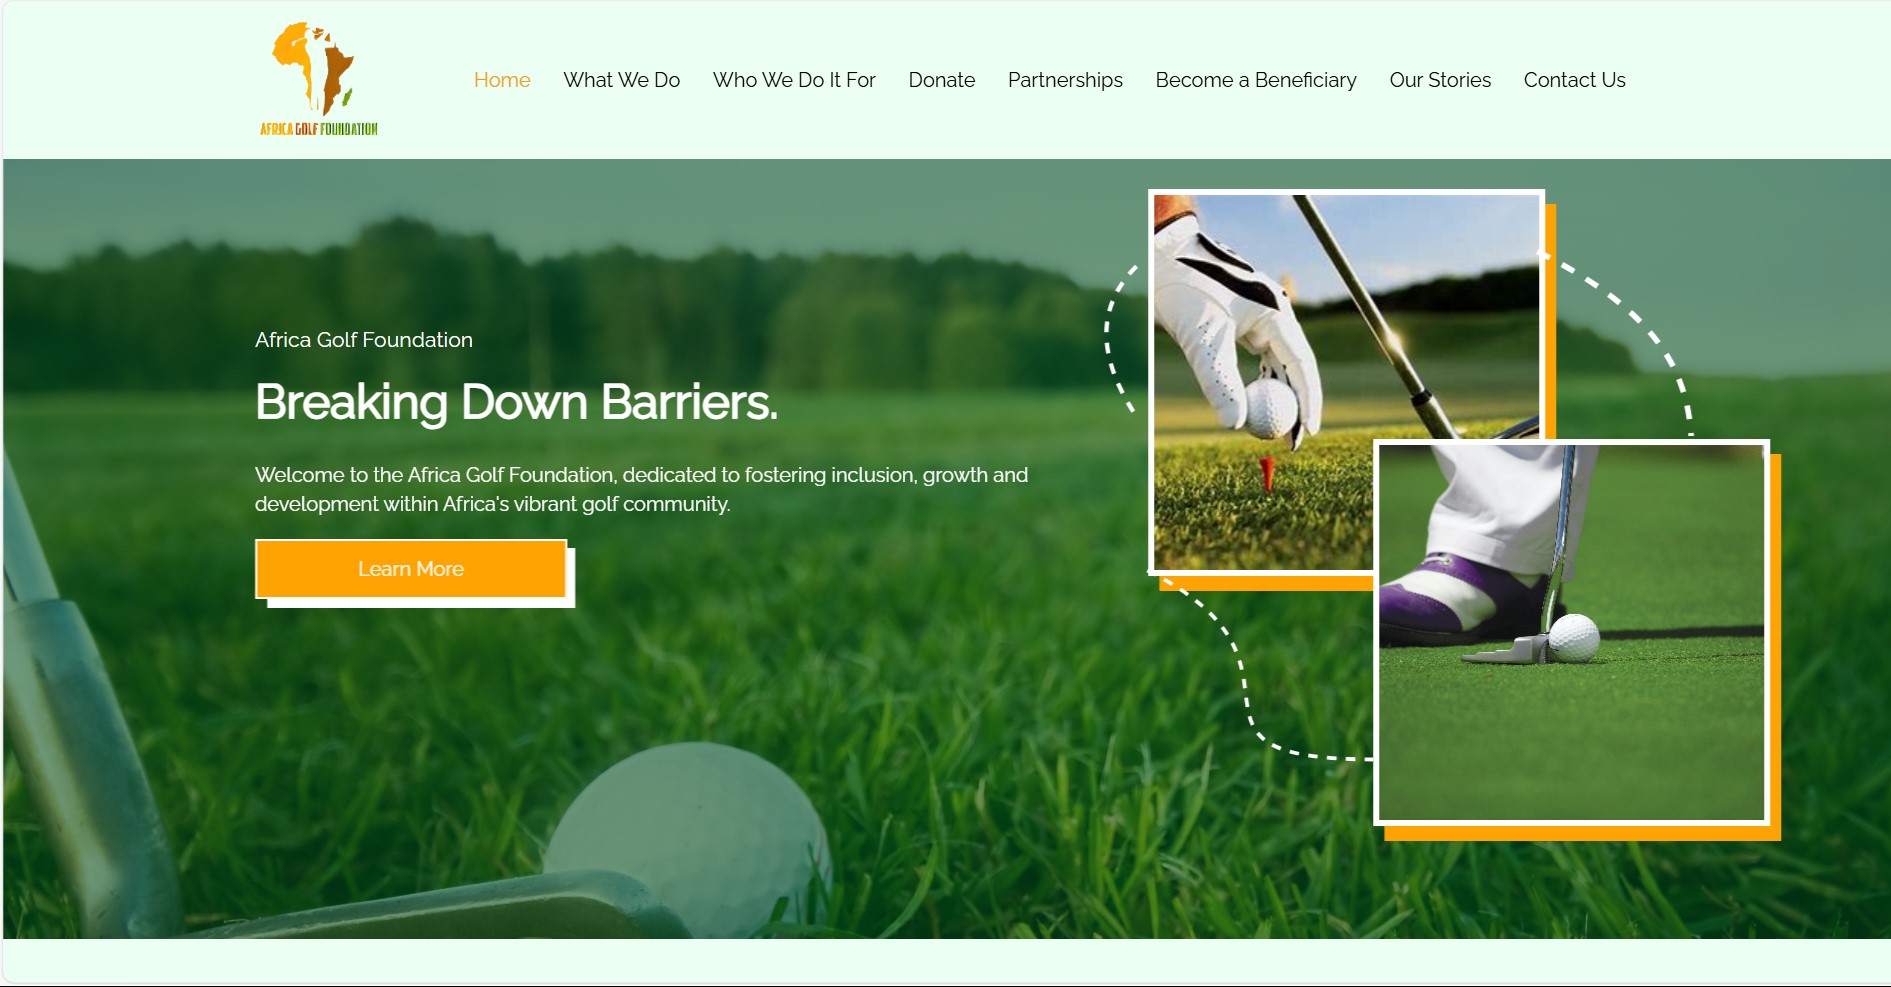 AFRICA GOLF FOUNDATION
Home
What We Do
Who We Do It For
Donate
Partnerships
Become a Beneficiary
Our Stories
Contact Us
Africa Golf Foundation
Breaking Down Barriers.
Welcome to the Africa Golf Foundation, dedicated to fostering inclusion, growth and
development within Africa's vibrant golf community.
Learn More